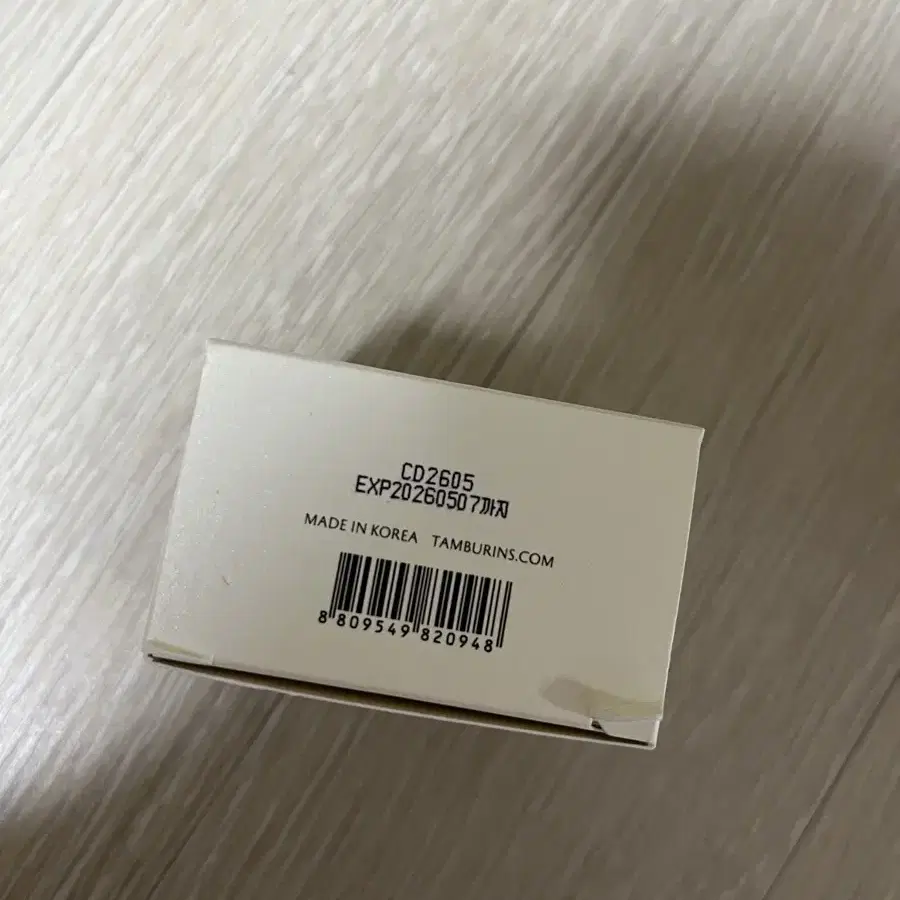 CD2605
EXP20260507까지
MADE IN KOREA TAMBURINS.COM
8 809549 820948